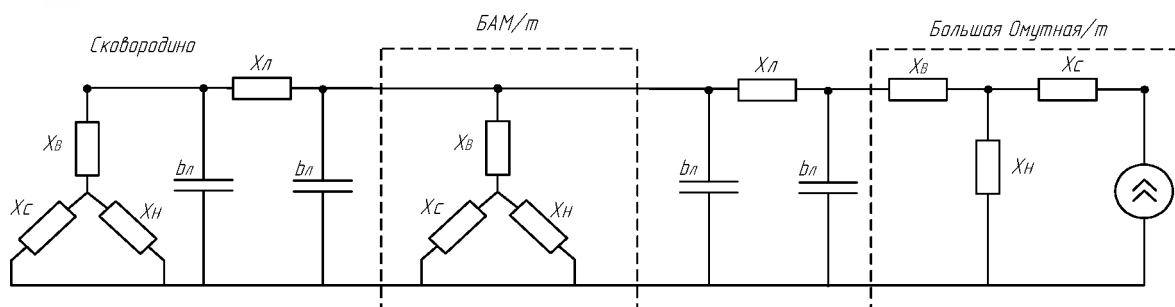 Сковородино
БАМ/т
Большая Омутная/т
Xл
Xл
Xв
Xс
Xв
bл
bл
Xв
bл
bл
Xн
Xс
Xн
Xс
Xн